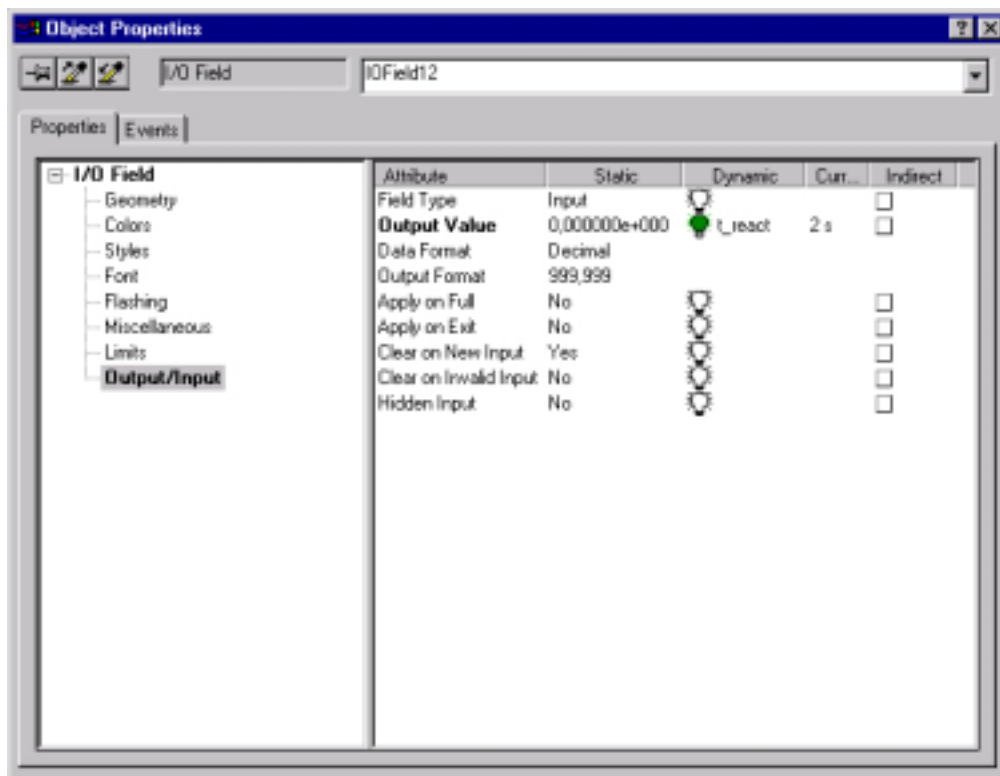 Object Properties
I/O Field IOField12
Properties Events
I/O Field
Geometry
Colors
Styles
Font
Flashing
Miscellaneous
Limits
Output/Input
Attribute Static Dynamic Curr... Indirect
Field Type Input
Output Value 0,000000e+000 t_react 2 s
Data Format Decimal
Output Format 999,999
Apply on Full No
Apply on Exit No
Clear on New Input Yes
Clear on Invalid Input No
Hidden Input No